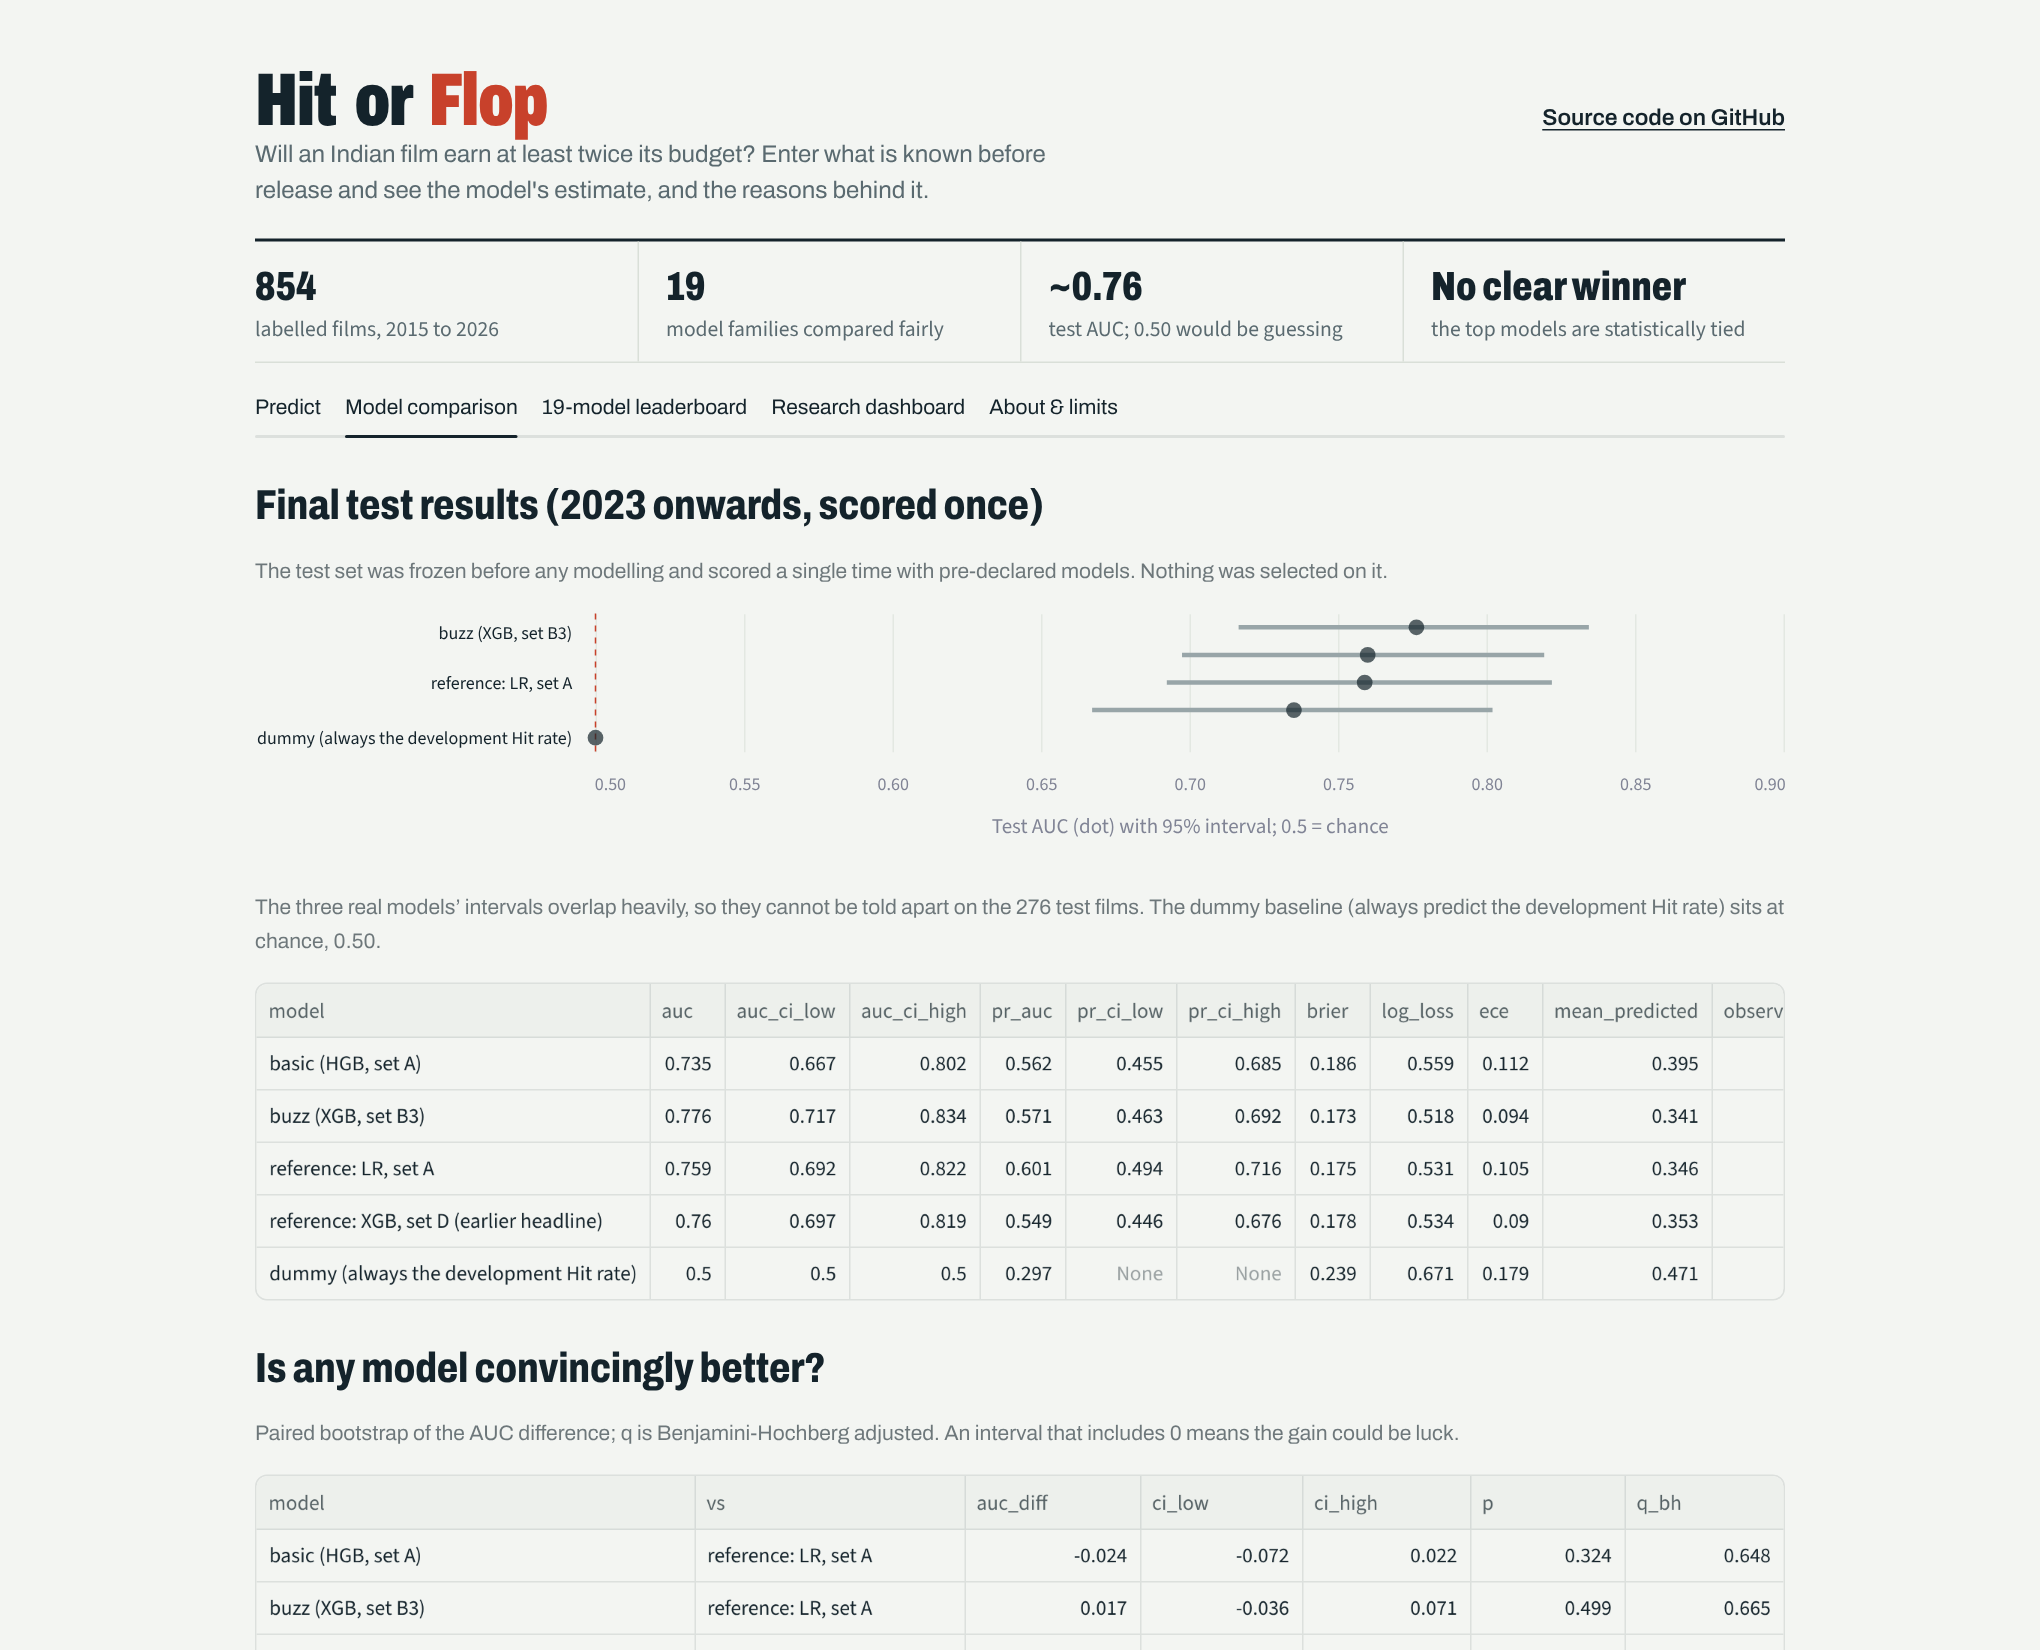 Hit or Flop
Source code on GitHub
Will an Indian film earn at least twice its budget? Enter what is known before
release and see the model's estimate, and the reasons behind it.
854
labelled films, 2015 to 2026
19
model families compared fairly
~0.76
test AUC; 0.50 would be guessing
No clear winner
the top models are statistically tied
Predict Model comparison 19-model leaderboard Research dashboard About & limits
Final test results (2023 onwards, scored once)
The test set was frozen before any modelling and scored a single time with pre-declared models. Nothing was selected on it.
buzz (XGB, set B3)
reference: LR, set A
dummy (always the development Hit rate)
0.50 0.55 0.60 0.65 0.70 0.75 0.80 0.85 0.90
Test AUC (dot) with 95% interval; 0.5 = chance
The three real models’ intervals overlap heavily, so they cannot be told apart on the 276 test films. The dummy baseline (always predict the development Hit rate) sits at
chance, 0.50.
model auc auc_ci_low auc_ci_high pr_auc pr_ci_low pr_ci_high brier log_loss ece mean_predicted observ
basic (HGB, set A) 0.735 0.667 0.802 0.562 0.455 0.685 0.186 0.559 0.112 0.395
buzz (XGB, set B3) 0.776 0.717 0.834 0.571 0.463 0.692 0.173 0.518 0.094 0.341
reference: LR, set A 0.759 0.692 0.822 0.601 0.494 0.716 0.175 0.531 0.105 0.346
reference: XGB, set D (earlier headline) 0.76 0.697 0.819 0.549 0.446 0.676 0.178 0.534 0.09 0.353
dummy (always the development Hit rate) 0.5 0.5 0.5 0.297 None None 0.239 0.671 0.179 0.471
Is any model convincingly better?
Paired bootstrap of the AUC difference; q is Benjamini-Hochberg adjusted. An interval that includes 0 means the gain could be luck.
model vs auc_diff ci_low ci_high p q_bh
basic (HGB, set A) reference: LR, set A -0.024 -0.072 0.022 0.324 0.648
buzz (XGB, set B3) reference: LR, set A 0.017 -0.036 0.071 0.499 0.665